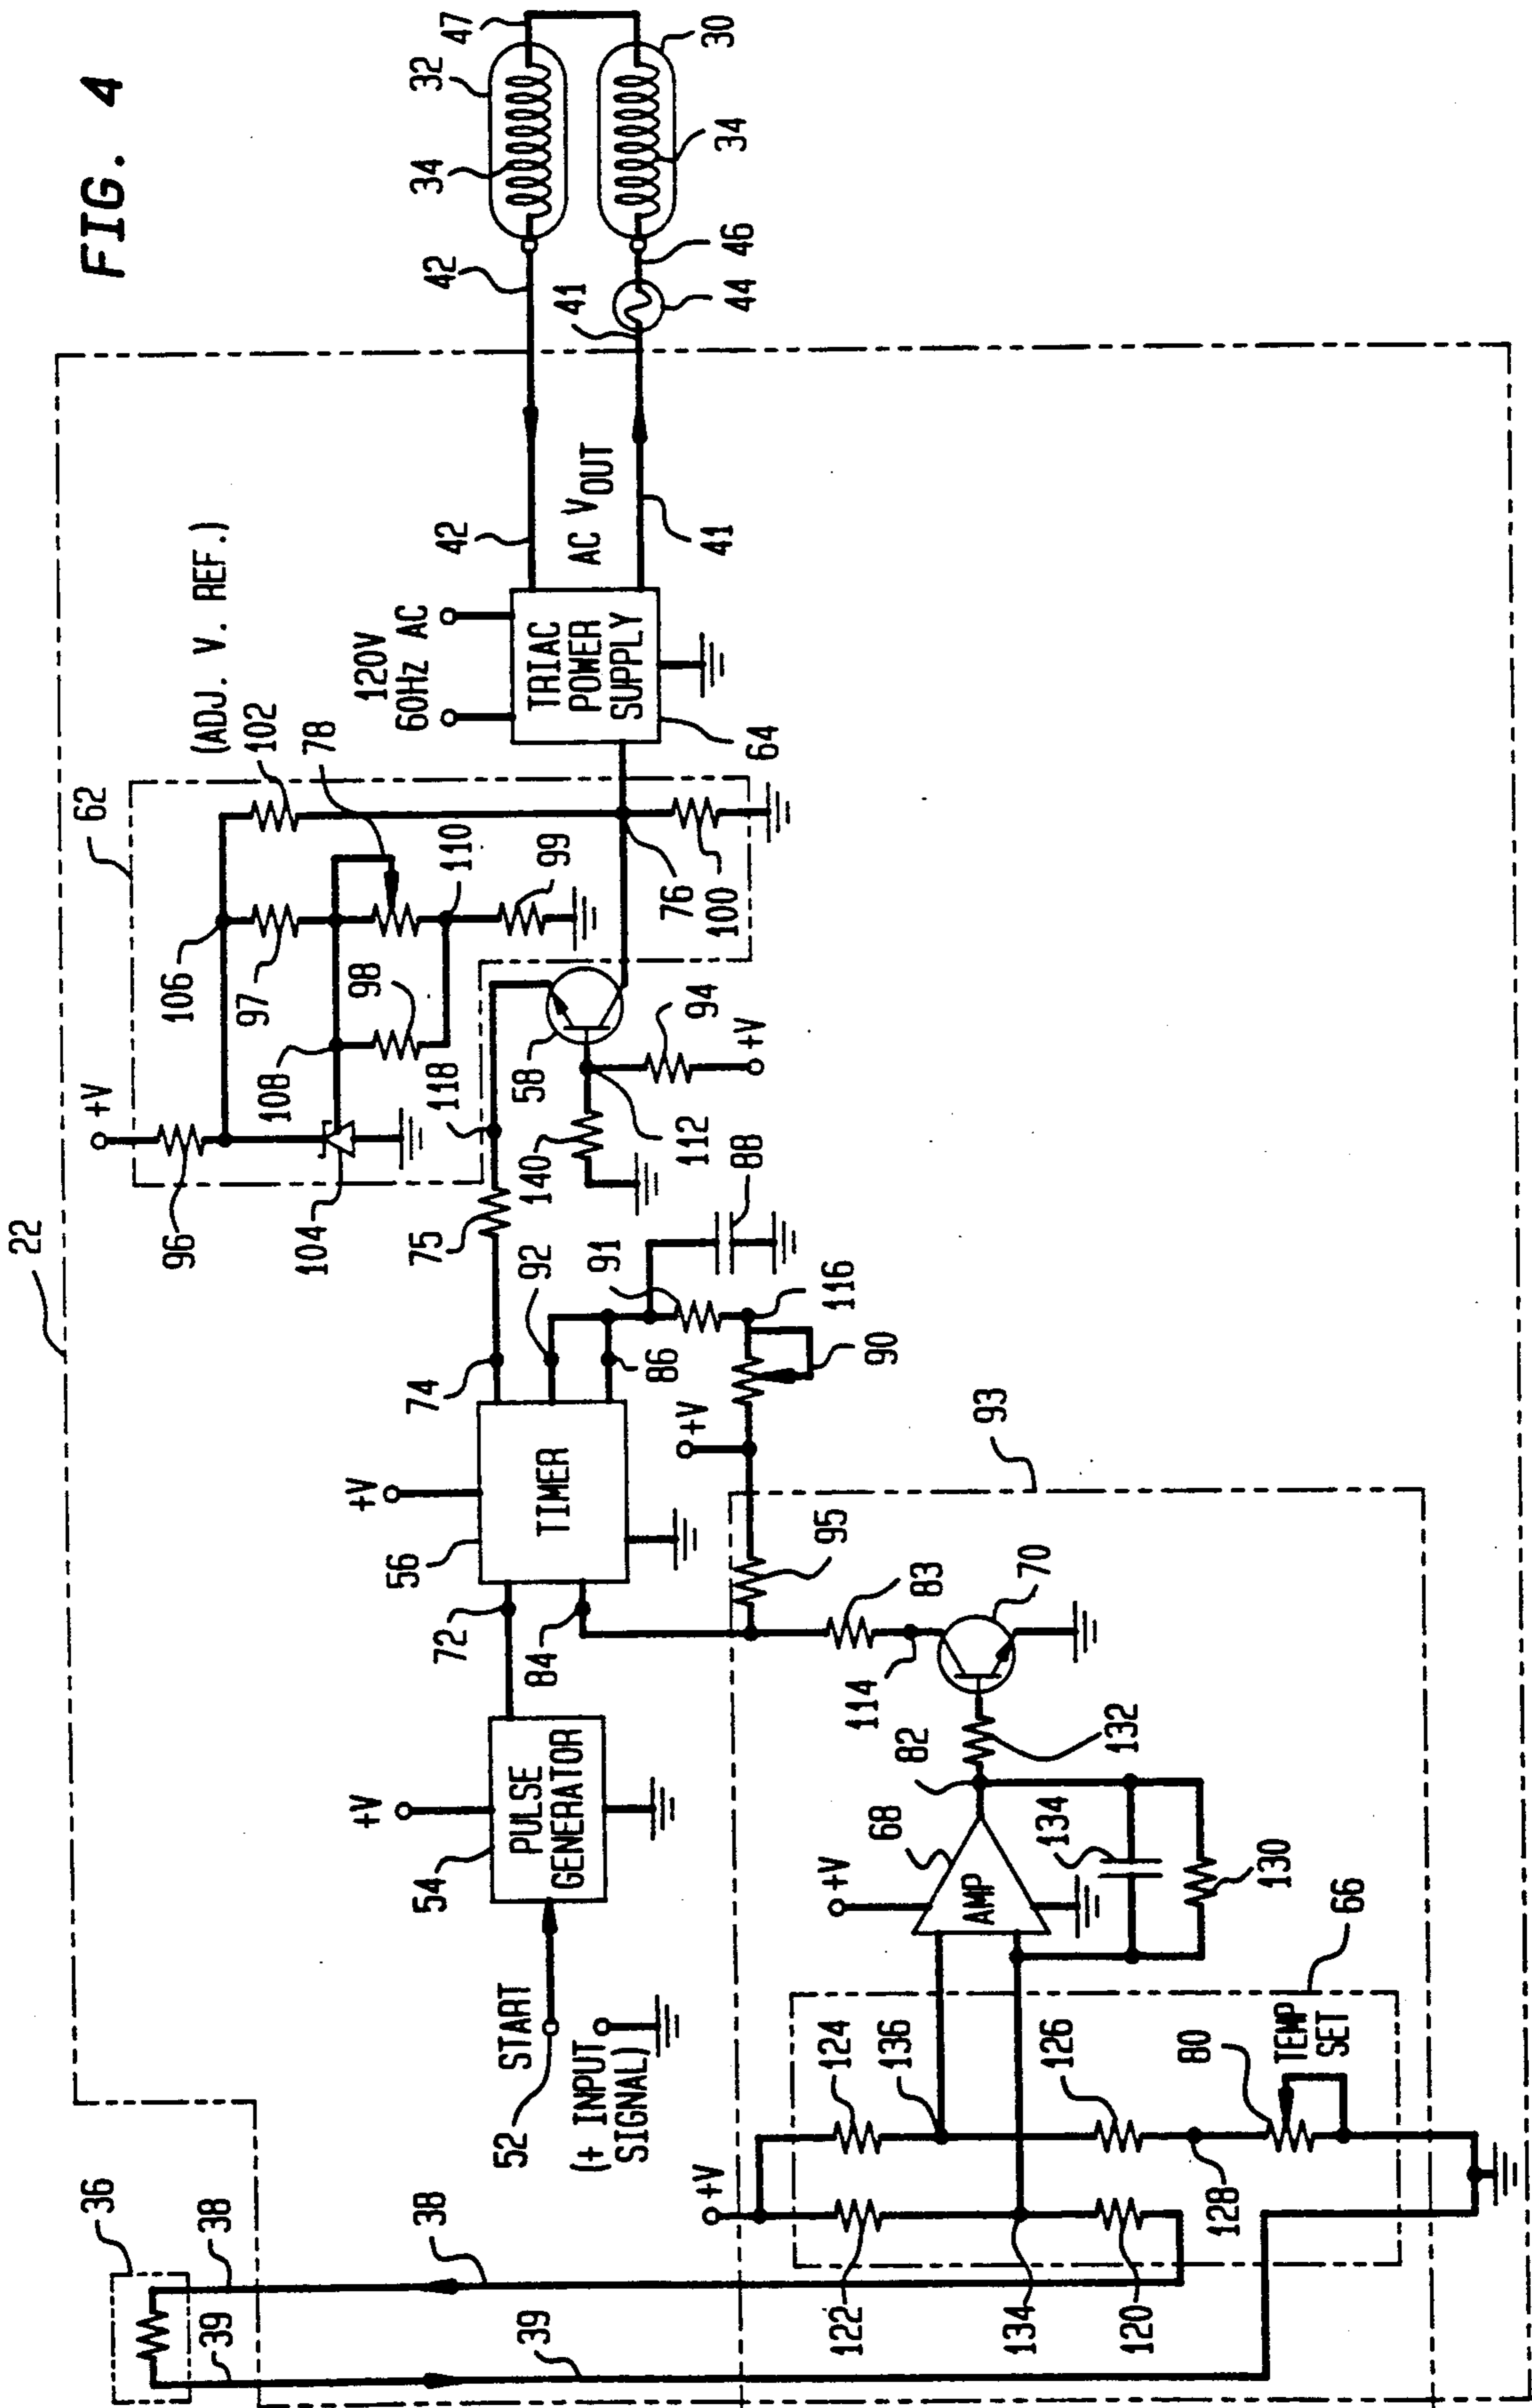 FIG. 4
22
62
(ADJ. V. REF.)
+V
96
104
106
97
108
98
78
102
110
99
76
100
118
58
94
+V
140
112
120V
60HZ AC
TRIAC
POWER
SUPPLY
64
42
AC VOUT
41
42
41
44
46
47
32
34
30
34
START
52
(+ INPUT
SIGNAL)
+V
PULSE
GENERATOR
54
72
84
+V
TIMER
56
74
92
86
75
88
91
116
90
+V
93
95
83
114
70
82
132
+V
68
AMP
134
130
66
124
136
126
80
TEMP
SET
+V
122
134
120
128
36
38
39
38
39